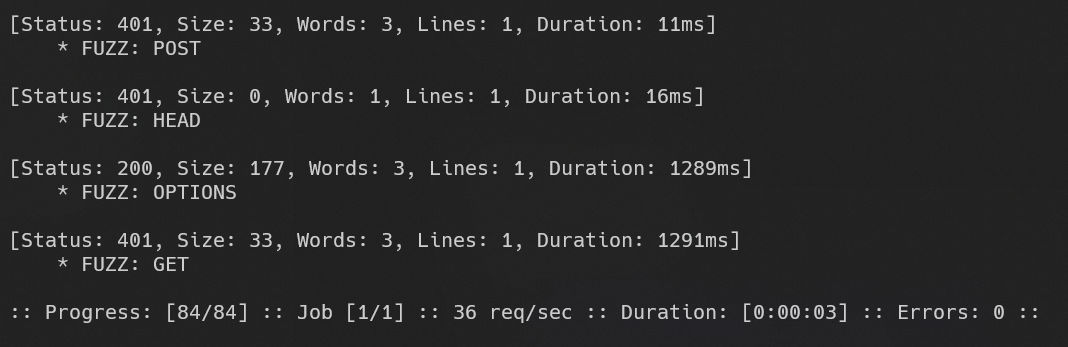 [Status: 401, Size: 33, Words: 3, Lines: 1, Duration: 11ms]
* FUZZ: POST
[Status: 401, Size: 0, Words: 1, Lines: 1, Duration: 16ms]
* FUZZ: HEAD
[Status: 200, Size: 177, Words: 3, Lines: 1, Duration: 1289ms]
* FUZZ: OPTIONS
[Status: 401, Size: 33, Words: 3, Lines: 1, Duration: 1291ms]
* FUZZ: GET
:: Progress: [84/84] :: Job [1/1] :: 36 req/sec :: Duration: [0:00:03] :: Errors: 0 ::